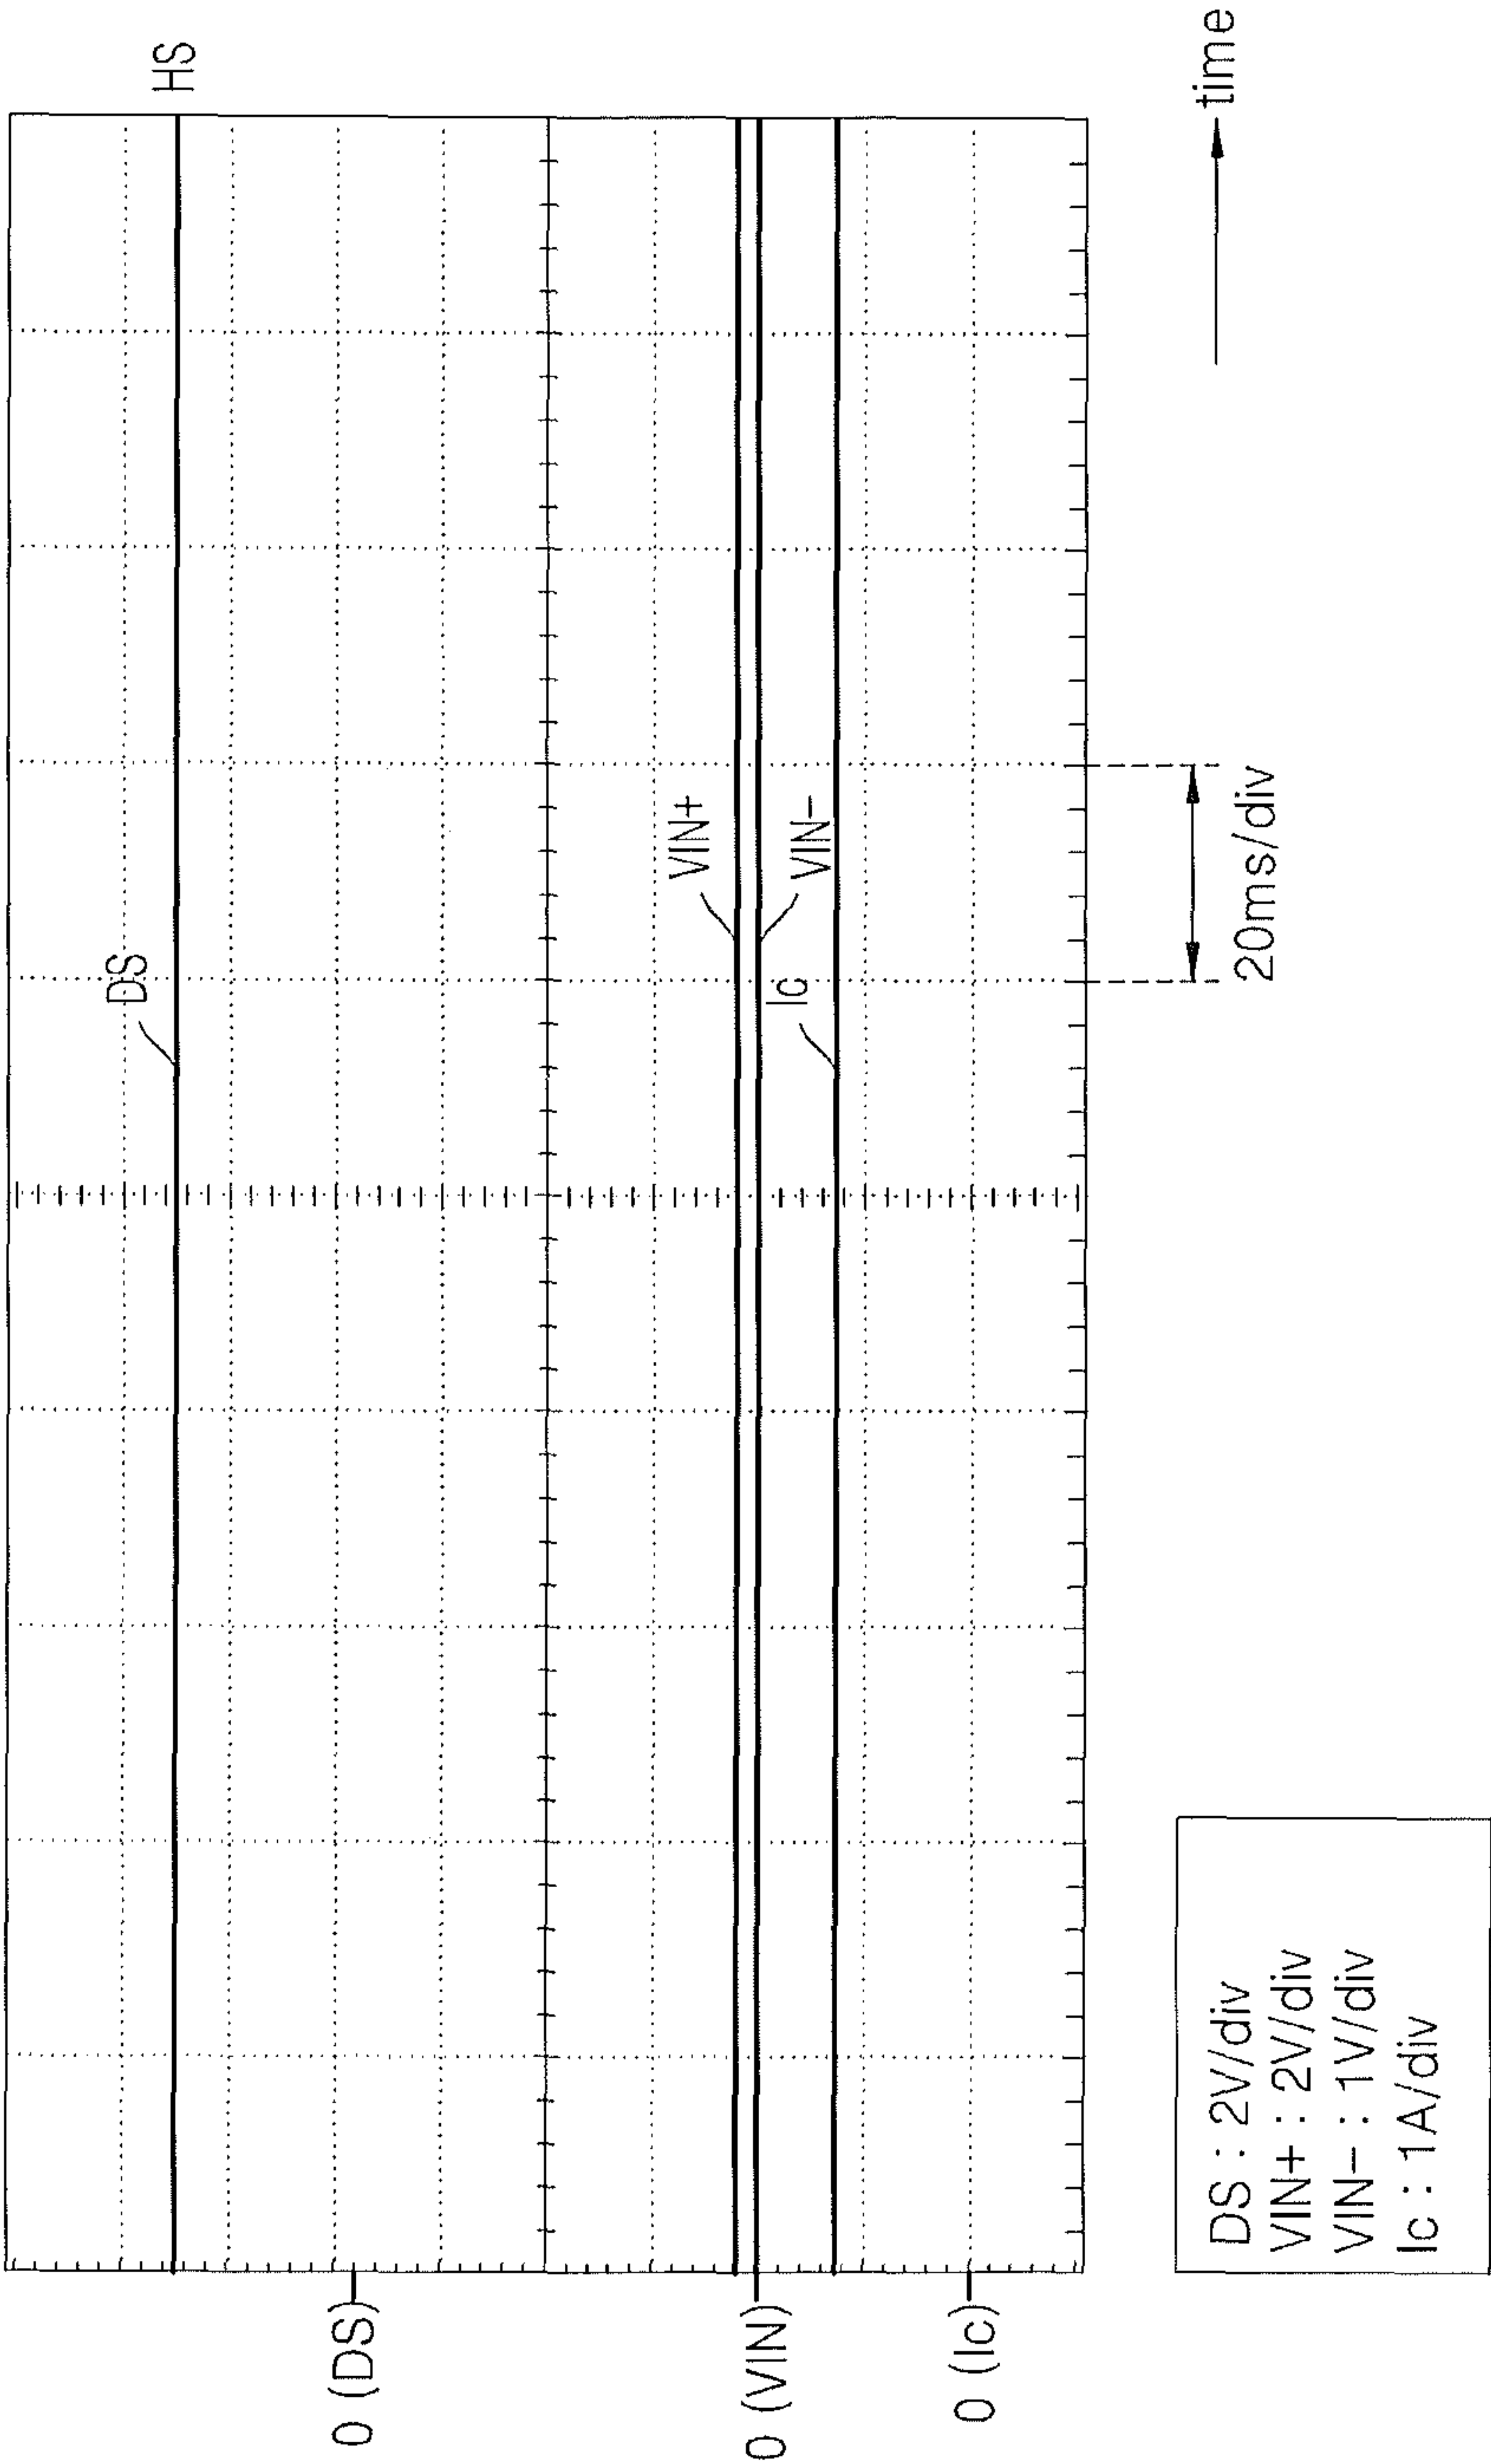 HS
DS
0 (DS)
VIN+
VIN−
0 (VIN)
Ic
0 (Ic)
time
20ms/div
DS : 2V/div
VIN+ : 2V/div
VIN− : 1V/div
Ic : 1A/div